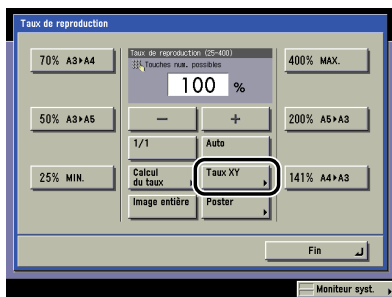 Taux de reproduction
70% A3▸A4
Taux de reproduction (25-400)
Touches num. possibles
100 %
400% MAX.
50% A3▸A5
−
+
200% A5▸A3
1/1
Auto
25% MIN.
Calcul
du taux
Taux XY
141% A4▸A3
Image entière
Poster
Fin
Moniteur syst.